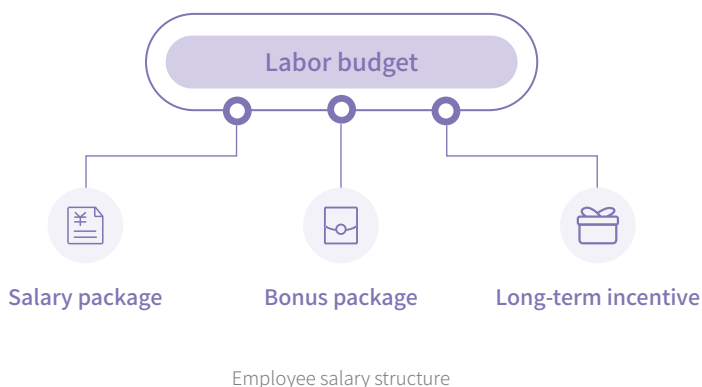 Labor budget
¥
Salary package
Bonus package
Long-term incentive
Employee salary structure